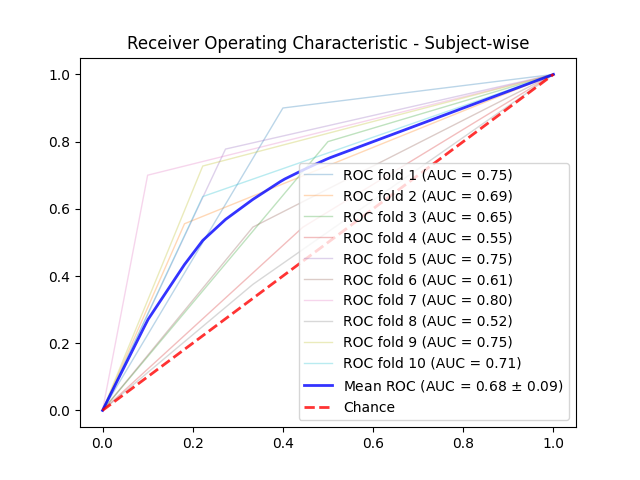 Receiver Operating Characteristic - Subject-wise
1.0
0.8
0.6
0.4
0.2
0.0
ROC fold 1 (AUC = 0.75)
ROC fold 2 (AUC = 0.69)
ROC fold 3 (AUC = 0.65)
ROC fold 4 (AUC = 0.55)
ROC fold 5 (AUC = 0.75)
ROC fold 6 (AUC = 0.61)
ROC fold 7 (AUC = 0.80)
ROC fold 8 (AUC = 0.52)
ROC fold 9 (AUC = 0.75)
ROC fold 10 (AUC = 0.71)
Mean ROC (AUC = 0.68 ± 0.09)
Chance
0.0 0.2 0.4 0.6 0.8 1.0